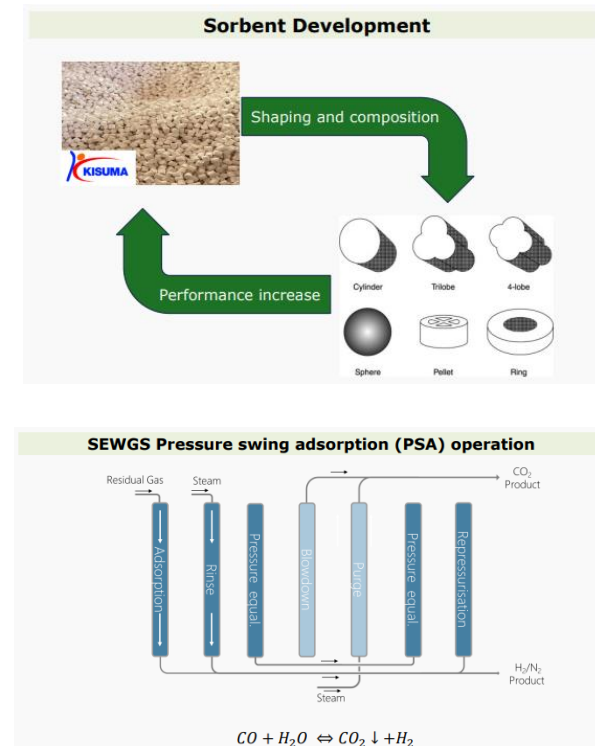 Sorbent Development
Shaping and composition
KISUMA
Cylinder
Trilobe
4-lobe
Performance increase
Sphere
Pellet
Ring
SEWGS Pressure swing adsorption (PSA) operation
Residual Gas
Steam
CO₂
Product
Adsorption
Rinse
Pressure equal.
Blowdown
Purge
Pressure equal.
Repressurisation
H₂/N₂
Product
Steam
CO + H₂O ⇔ CO₂ ↓ +H₂